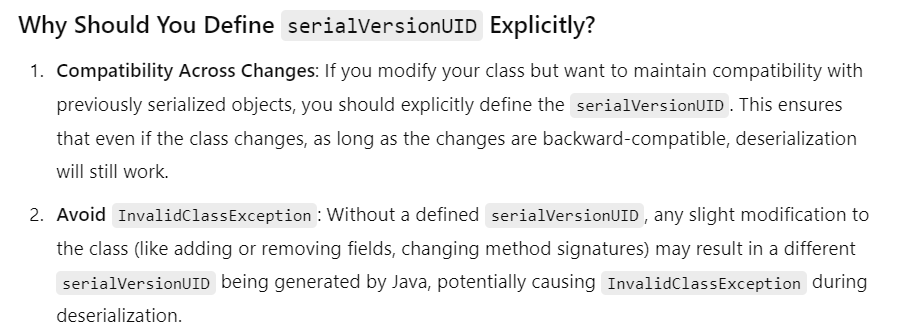 Why Should You Define serialVersionUID Explicitly?
1. Compatibility Across Changes: If you modify your class but want to maintain compatibility with
previously serialized objects, you should explicitly define the serialVersionUID. This ensures
that even if the class changes, as long as the changes are backward-compatible, deserialization
will still work.
2. Avoid InvalidClassException: Without a defined serialVersionUID, any slight modification to
the class (like adding or removing fields, changing method signatures) may result in a different
serialVersionUID being generated by Java, potentially causing InvalidClassException during
deserialization.